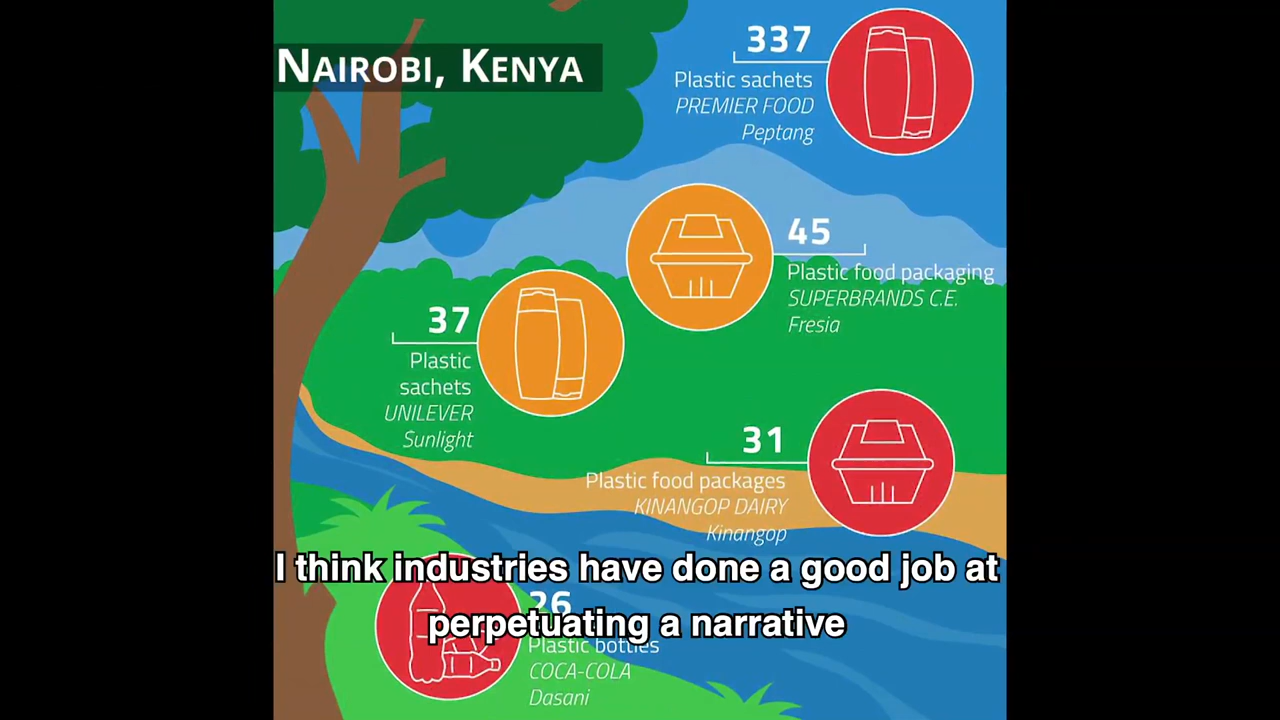 NAIROBI, KENYA
337
Plastic sachets
PREMIER FOOD
Peptang
45
Plastic food packaging
SUPERBRANDS C.E.
Fresia
37
Plastic
sachets
UNILEVER
Sunlight
31
Plastic food packages
KINANGOP DAIRY
Kinangop
I think industries have done a good job at
perpetuating a narrative
26
Plastic bottles
COCA-COLA
Dasani